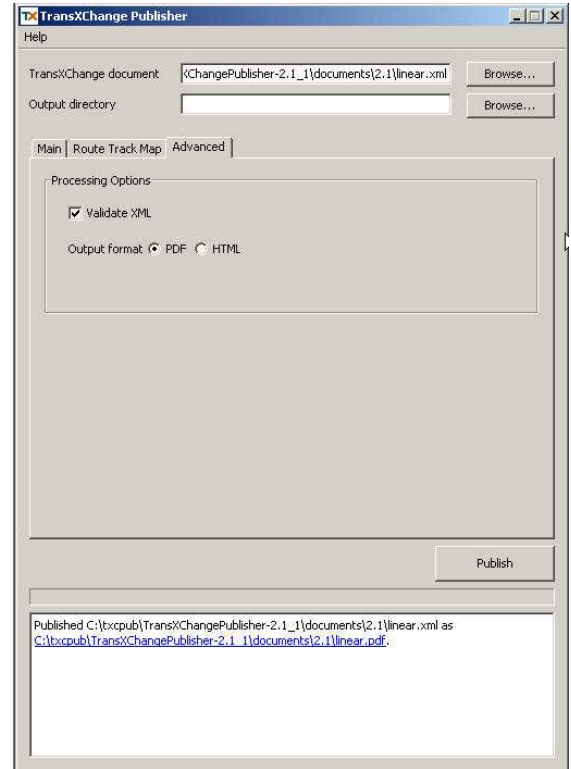 TX TransXChange Publisher
Help
TransXChange document XChangePublisher-2.1_1\documents\2.1\linear.xml Browse...
Output directory Browse...
Main Route Track Map Advanced
Processing Options
Validate XML
Output format PDF HTML
Publish
Published C:\txcpub\TransXChangePublisher-2.1_1\documents\2.1\linear.xml as
C:\txcpub\TransXChangePublisher-2.1_1\documents\2.1\linear.pdf.